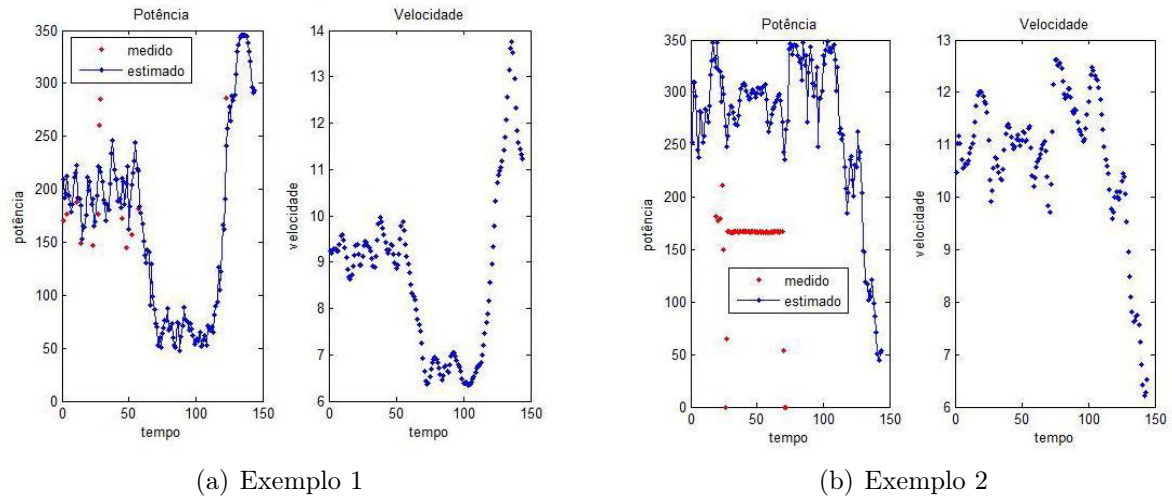 Potência
350
300
250
200
150
100
50
0
0 50 100 150
potência
tempo
medido
estimado
Velocidade
14
13
12
11
10
9
8
7
6
0 50 100 150
velocidade
tempo
(a) Exemplo 1
Potência
350
300
250
200
150
100
50
0
0 50 100 150
potência
tempo
medido
estimado
Velocidade
13
12
11
10
9
8
7
6
0 50 100 150
velocidade
tempo
(b) Exemplo 2